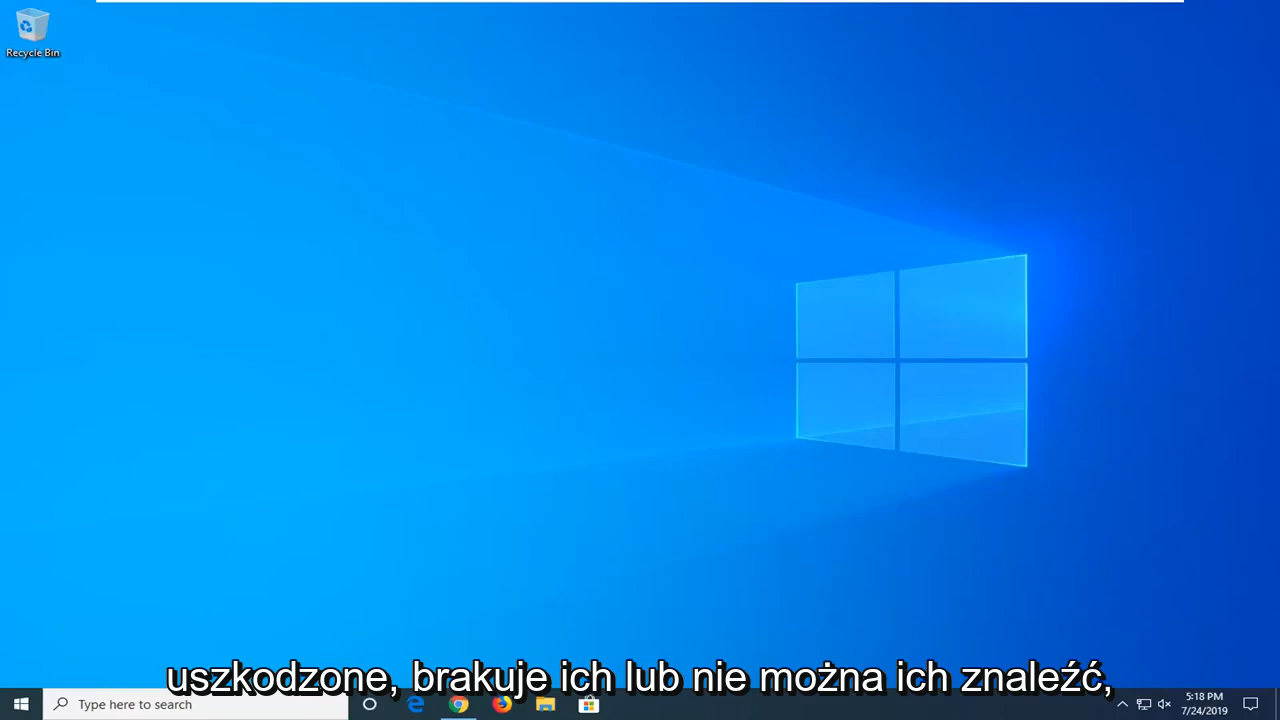 Recycle Bin
uszkodzone, brakuje ich lub nie można ich znaleźć,
Type here to search
5:18 PM
7/24/2019